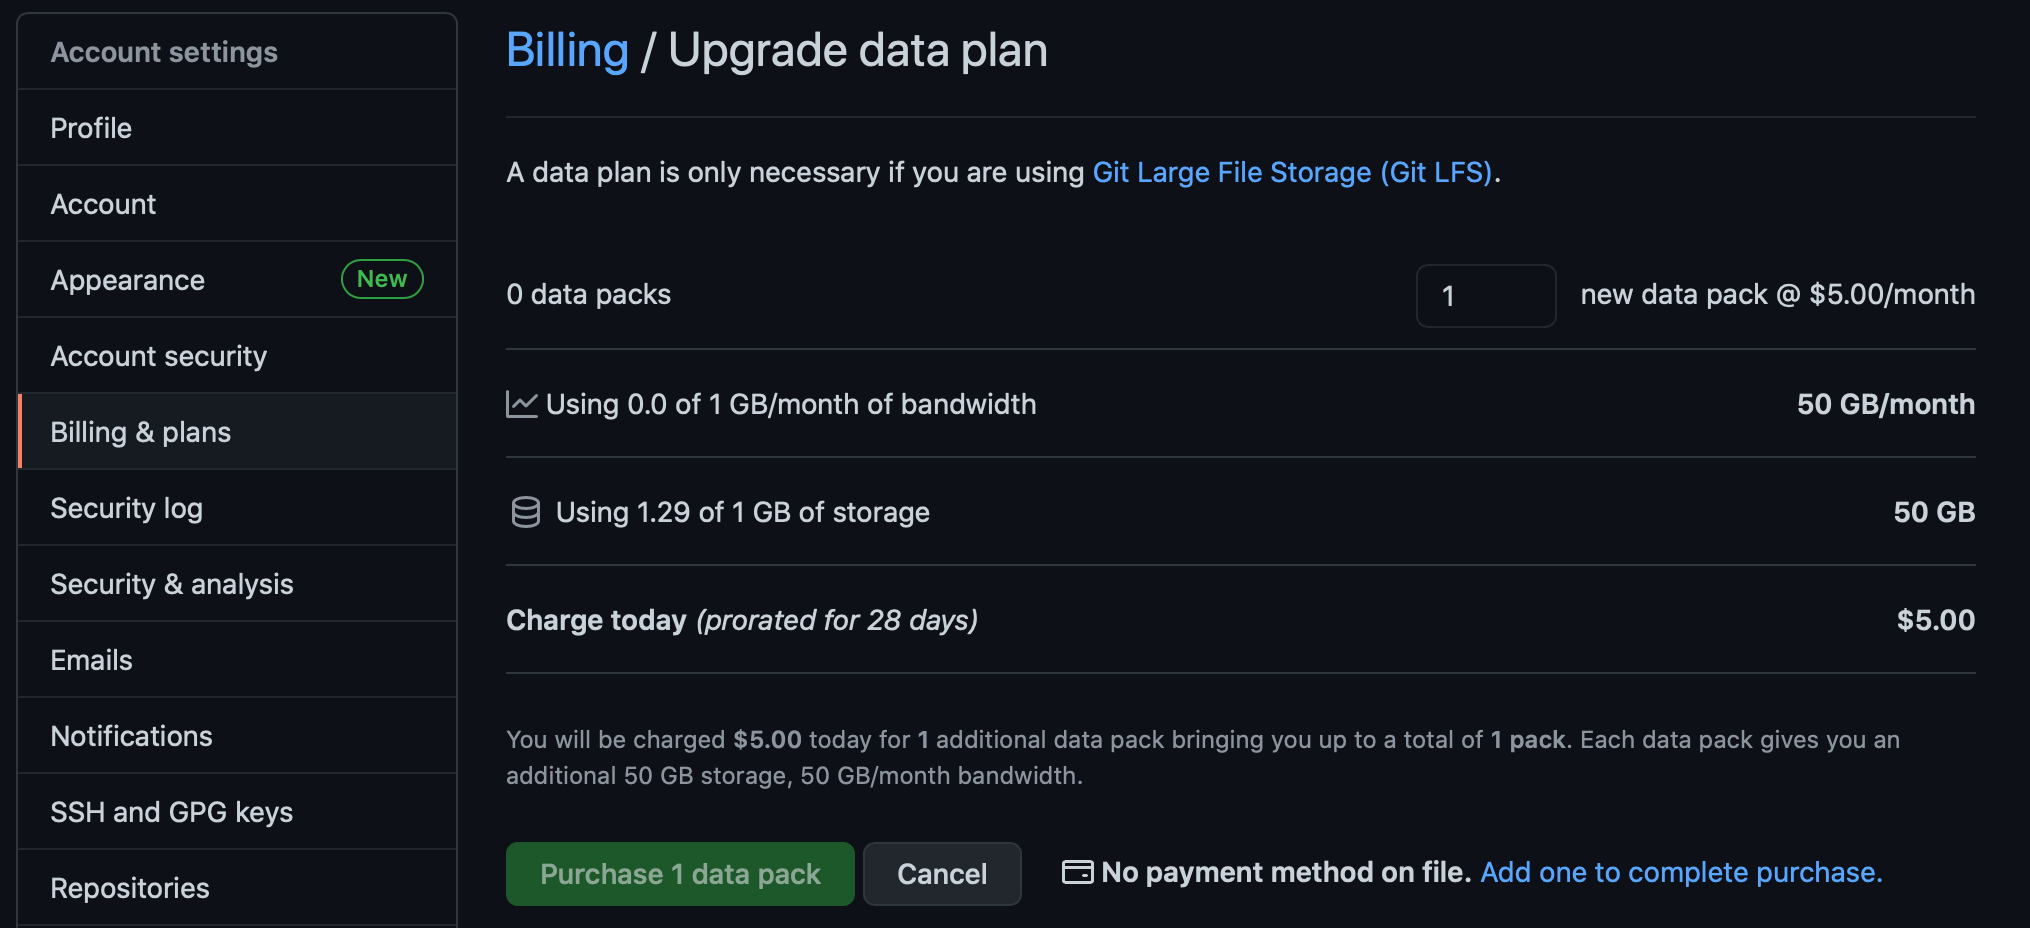 Account settings
Profile
Account
Appearance New
Account security
Billing & plans
Security log
Security & analysis
Emails
Notifications
SSH and GPG keys
Repositories
Billing / Upgrade data plan
A data plan is only necessary if you are using Git Large File Storage (Git LFS).
0 data packs 1 new data pack @ $5.00/month
Using 0.0 of 1 GB/month of bandwidth 50 GB/month
Using 1.29 of 1 GB of storage 50 GB
Charge today (prorated for 28 days) $5.00
You will be charged $5.00 today for 1 additional data pack bringing you up to a total of 1 pack. Each data pack gives you an
additional 50 GB storage, 50 GB/month bandwidth.
Purchase 1 data pack Cancel No payment method on file. Add one to complete purchase.